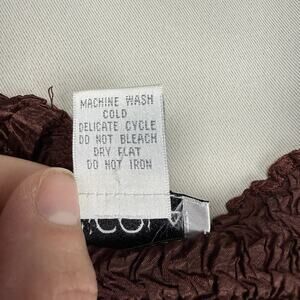 MACHINE WASH
COLD
DELICATE CYCLE
DO NOT BLEACH
DRY FLAT
DO NOT IRON